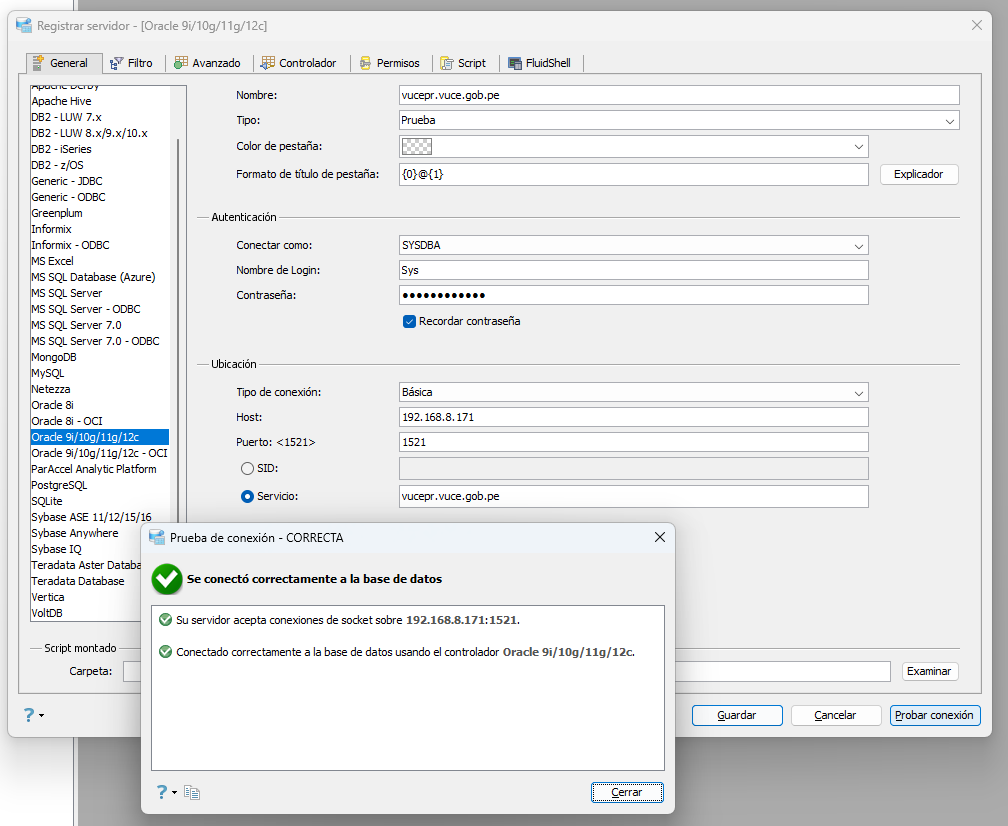 Registrar servidor - [Oracle 9i/10g/11g/12c]
General Filtro Avanzado Controlador Permisos Script FluidShell
Apache Derby
Apache Hive
DB2 - LUW 7.x
DB2 - LUW 8.x/9.x/10.x
DB2 - iSeries
DB2 - z/OS
Generic - JDBC
Generic - ODBC
Greenplum
Informix
Informix - ODBC
MS Excel
MS SQL Database (Azure)
MS SQL Server
MS SQL Server - ODBC
MS SQL Server 7.0
MS SQL Server 7.0 - ODBC
MongoDB
MySQL
Netezza
Oracle 8i
Oracle 8i - OCI
Oracle 9i/10g/11g/12c
Oracle 9i/10g/11g/12c - OCI
ParAccel Analytic Platform
PostgreSQL
SQLite
Sybase ASE 11/12/15/16
Sybase Anywhere
Sybase IQ
Teradata Aster Databa
Teradata Database
Vertica
VoltDB
Nombre: vucepr.vuce.gob.pe
Tipo: Prueba
Color de pestaña:
Formato de título de pestaña: {0}@{1} Explicador
Autenticación
Conectar como: SYSDBA
Nombre de Login: Sys
Contraseña: ●●●●●●●●●●●●
Recordar contraseña
Ubicación
Tipo de conexión: Básica
Host: 192.168.8.171
Puerto: <1521> 1521
SID:
Servicio: vucepr.vuce.gob.pe
Script montado
Carpeta: Examinar
? Guardar Cancelar Probar conexión
Prueba de conexión - CORRECTA
Se conectó correctamente a la base de datos
Su servidor acepta conexiones de socket sobre 192.168.8.171:1521.
Conectado correctamente a la base de datos usando el controlador Oracle 9i/10g/11g/12c.
? Cerrar